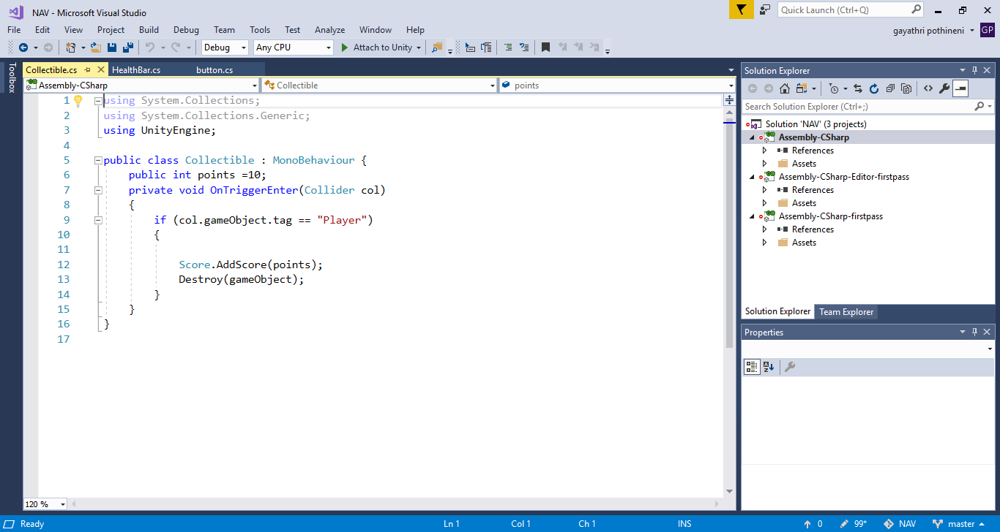 NAV - Microsoft Visual Studio
Quick Launch (Ctrl+Q)
File Edit View Project Build Debug Team Tools Test Analyze Window Help
gayathri pothineni GP
Debug Any CPU Attach to Unity
Toolbox
Collectible.cs HealthBar.cs button.cs
Assembly-CSharp Collectible points
1 using System.Collections;
2 using System.Collections.Generic;
3 using UnityEngine;
4
5 public class Collectible : MonoBehaviour {
6 public int points =10;
7 private void OnTriggerEnter(Collider col)
8 {
9 if (col.gameObject.tag == "Player")
10 {
11
12 Score.AddScore(points);
13 Destroy(gameObject);
14 }
15 }
16 }
17
120 %
Solution Explorer
Search Solution Explorer (Ctrl+;)
Solution 'NAV' (3 projects)
Assembly-CSharp
References
Assets
Assembly-CSharp-Editor-firstpass
References
Assets
Assembly-CSharp-firstpass
References
Assets
Solution Explorer Team Explorer
Properties
Ready Ln 1 Col 1 Ch 1 INS 0 99* NAV master